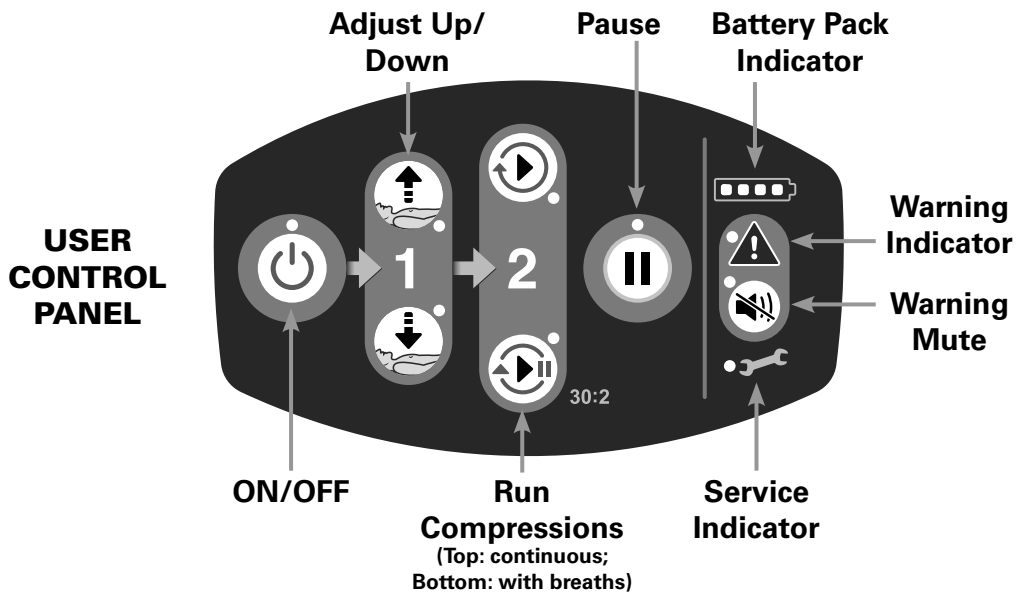 Adjust Up/
Down
Pause
Battery Pack
Indicator
USER
CONTROL
PANEL
1
2
30:2
Warning
Indicator
Warning
Mute
ON/OFF
Run
Compressions
(Top: continuous;
Bottom: with breaths)
Service
Indicator